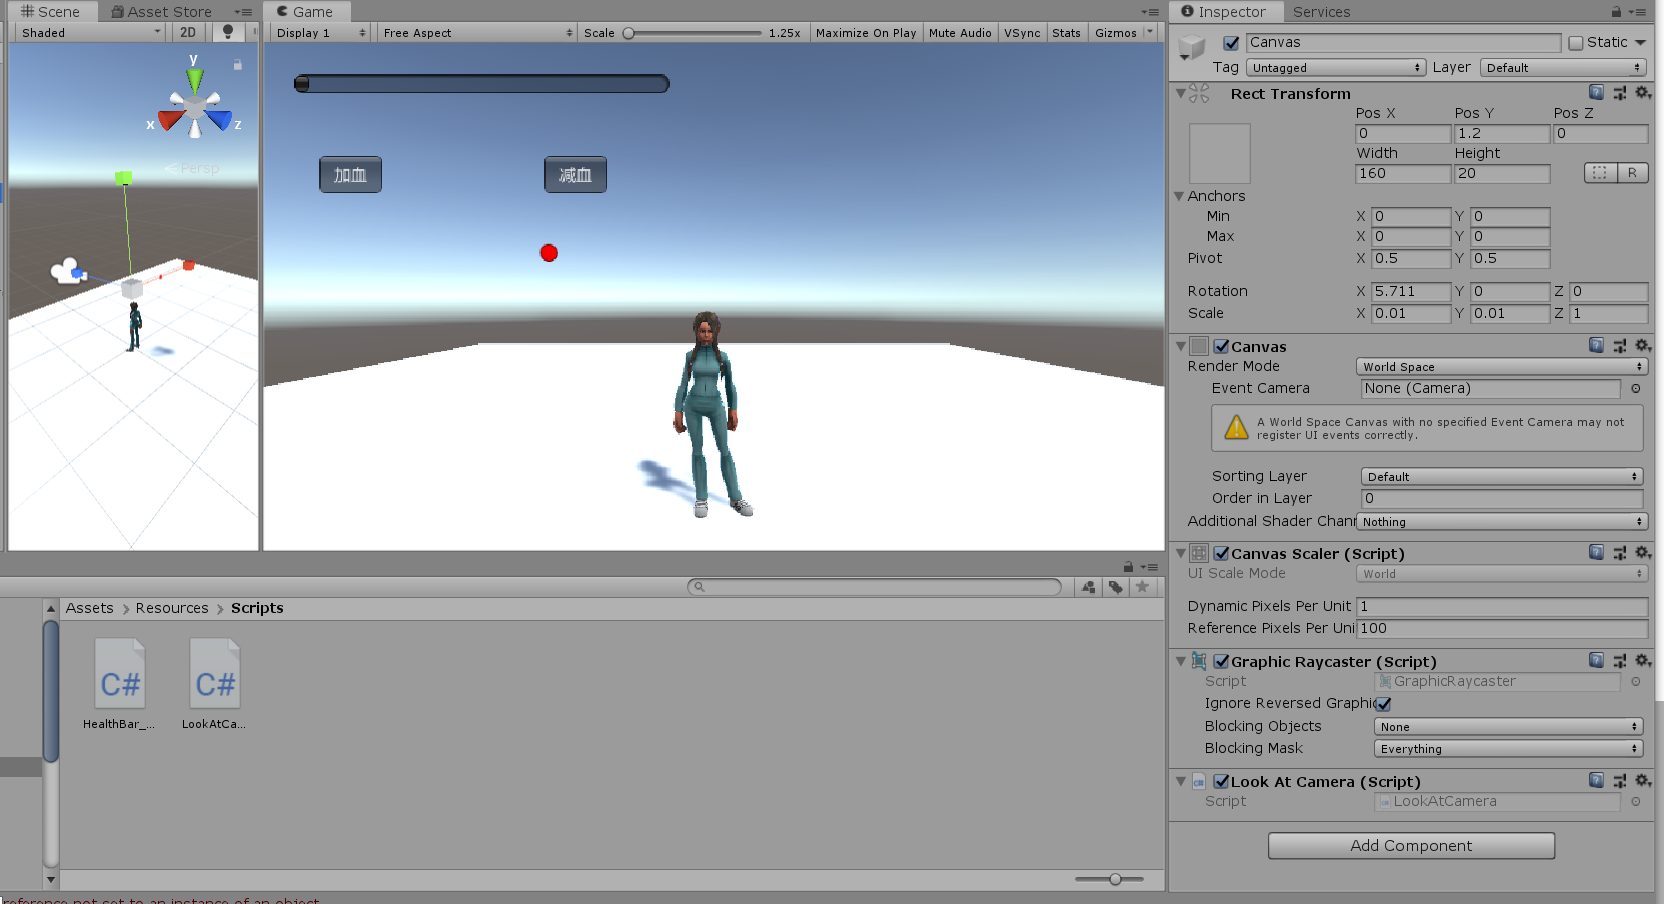 Scene
Asset Store
Game
Inspector
Services
Shaded
2D
Display 1
Free Aspect
Scale
1.25x
Maximize On Play
Mute Audio
VSync
Stats
Gizmos
y
x
z
Persp
加血
减血
Canvas
Static
Tag
Untagged
Layer
Default
Rect Transform
Pos X
Pos Y
Pos Z
0
1.2
0
Width
Height
160
20
R
Anchors
Min
X 0
Y 0
Max
X 0
Y 0
Pivot
X 0.5
Y 0.5
Rotation
X 5.711
Y 0
Z 0
Scale
X 0.01
Y 0.01
Z 1
Canvas
Render Mode
World Space
Event Camera
None (Camera)
A World Space Canvas with no specified Event Camera may not
register UI events correctly.
Sorting Layer
Default
Order in Layer
0
Additional Shader Chann
Nothing
Canvas Scaler (Script)
UI Scale Mode
World
Dynamic Pixels Per Unit
1
Reference Pixels Per Uni
100
Graphic Raycaster (Script)
Script
GraphicRaycaster
Ignore Reversed Graphic
Blocking Objects
None
Blocking Mask
Everything
Look At Camera (Script)
Script
LookAtCamera
Add Component
Assets
Resources
Scripts
C#
C#
HealthBar_...
LookAtCa...
reference not set to an instance of an object